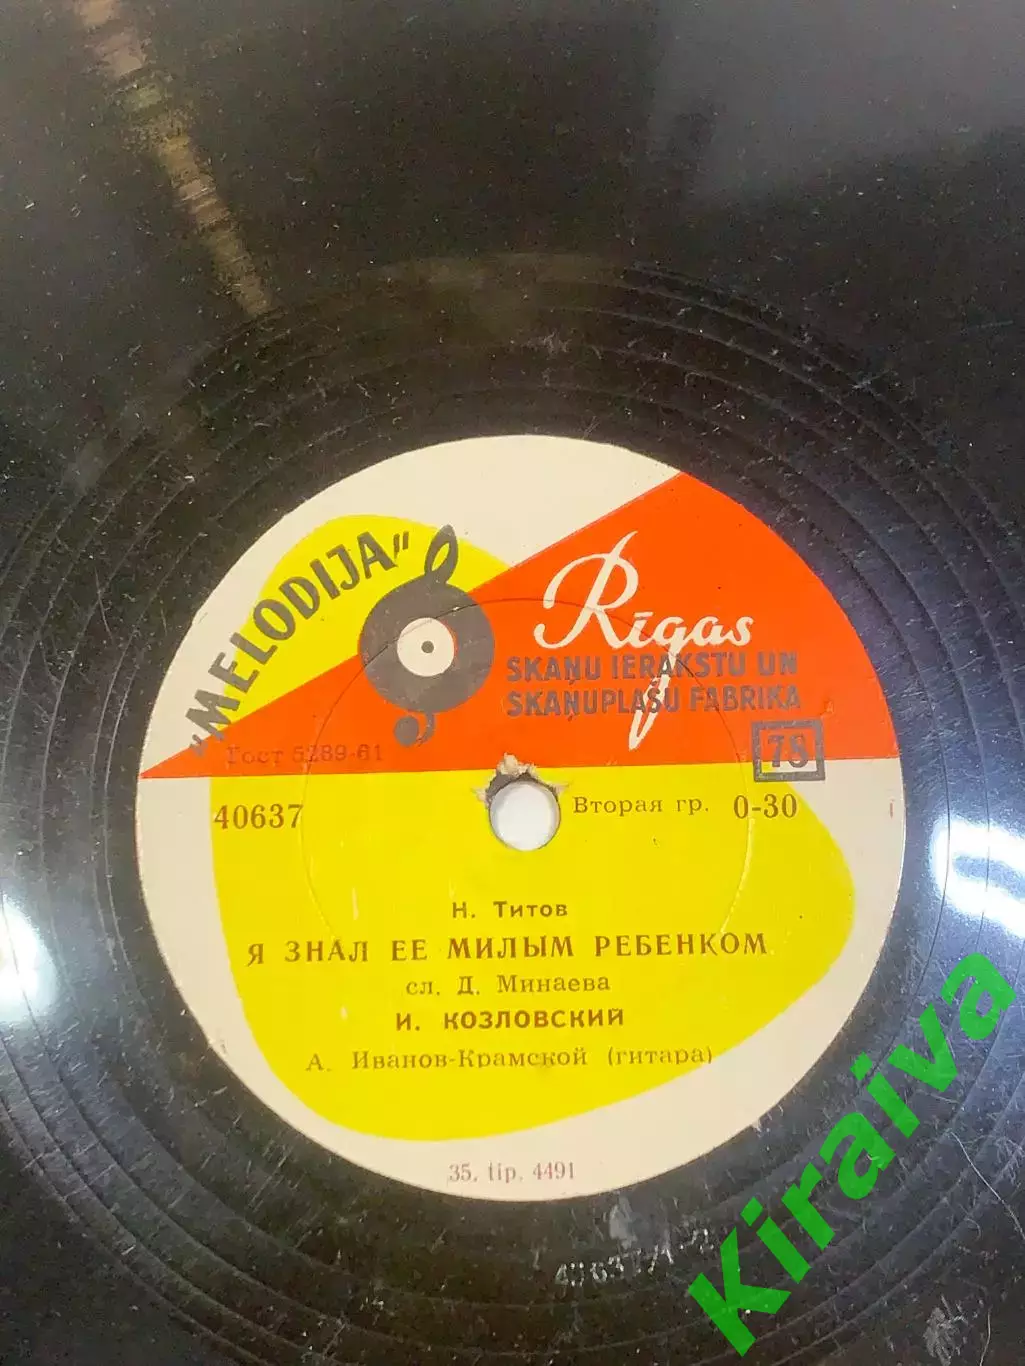 „MELODIJA"
Rīgas
SKAŅU IERAKSTU UN
SKAŅUPLAŠU FABRIKA
78
Гост 5289-61
40637
Вторая гр. 0-30
Н. Титов
Я ЗНАЛ ЕЕ МИЛЫМ РЕБЕНКОМ
сл. Д. Минаева
И. КОЗЛОВСКИЙ
А. Иванов-Крамской (гитара)
35. tip. 4491
Kiraiva